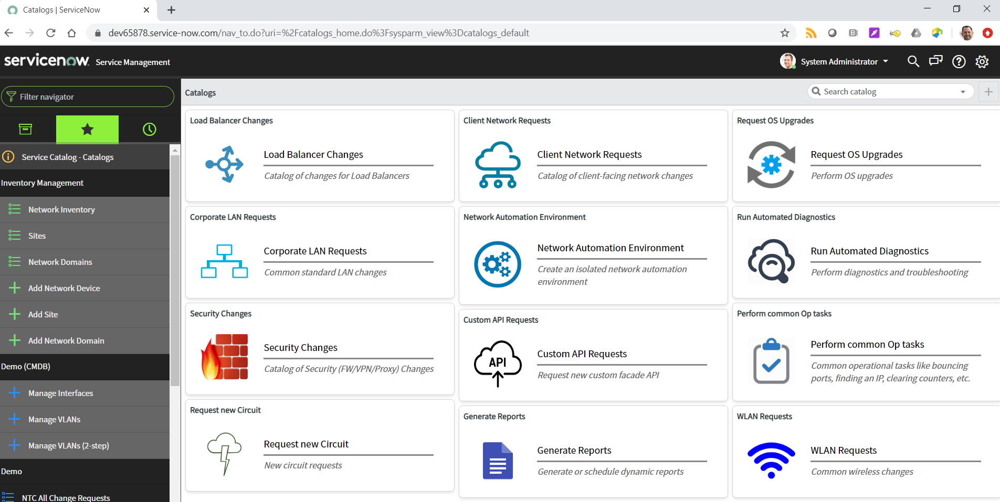 Catalogs | ServiceNow
dev65878.service-now.com/nav_to.do?uri=%2Fcatalogs_home.do%3Fsysparm_view%3Dcatalogs_default
servicenow Service Management
System Administrator
Filter navigator
Service Catalog - Catalogs
Inventory Management
Network Inventory
Sites
Network Domains
Add Network Device
Add Site
Add Network Domain
Demo (CMDB)
Manage Interfaces
Manage VLANs
Manage VLANs (2-step)
Demo
NTC All Change Requests
Catalogs
Search catalog
Load Balancer Changes
Load Balancer Changes
Catalog of changes for Load Balancers
Corporate LAN Requests
Corporate LAN Requests
Common standard LAN changes
Security Changes
Security Changes
Catalog of Security (FW/VPN/Proxy) Changes
Request new Circuit
Request new Circuit
New circuit requests
Client Network Requests
Client Network Requests
Catalog of client-facing network changes
Network Automation Environment
Network Automation Environment
Create an isolated network automation
environment
Custom API Requests
API
Custom API Requests
Request new custom facade API
Generate Reports
Generate Reports
Generate or schedule dynamic reports
Request OS Upgrades
Request OS Upgrades
Perform OS upgrades
Run Automated Diagnostics
Run Automated Diagnostics
Perform diagnostics and troubleshooting
Perform common Op tasks
Perform common Op tasks
Common operational tasks like bouncing
ports, finding an IP, clearing counters, etc.
WLAN Requests
WLAN Requests
Common wireless changes